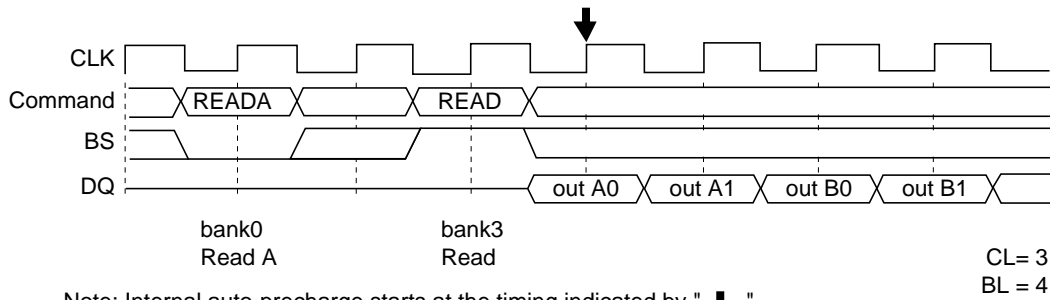 CLK
Command READA READ
BS
DQ out A0 out A1 out B0 out B1
bank0 bank3
Read A Read
CL= 3
BL = 4
Note: Internal auto-precharge starts at the timing indicated by " ".